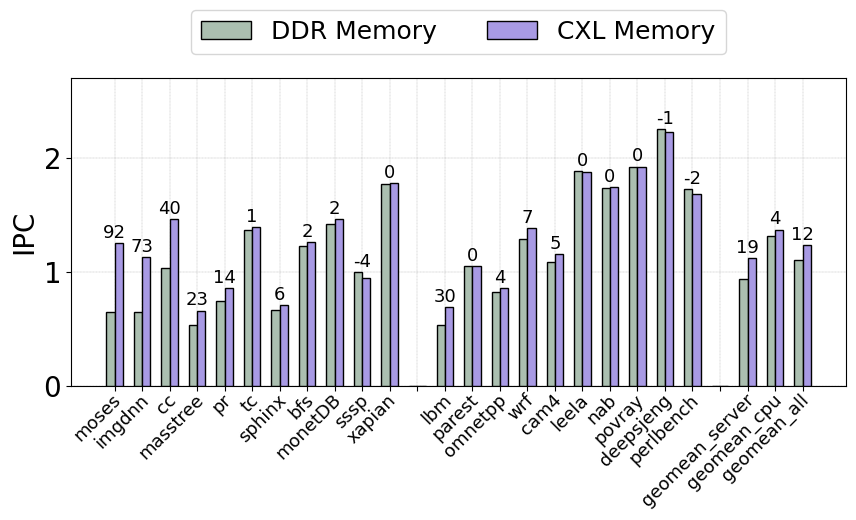 DDR Memory CXL Memory
IPC
2
1
0
92 73 40 23 14 1 6 2 2 -4 0 30 0 4 7 5 0 0 0 -1 -2 19 4 12
moses imgdnn cc masstree pr tc sphinx bfs monetDB sssp xapian lbm parest omnetpp wrf cam4 leela nab povray deepsjeng perlbench geomean_server geomean_cpu geomean_all